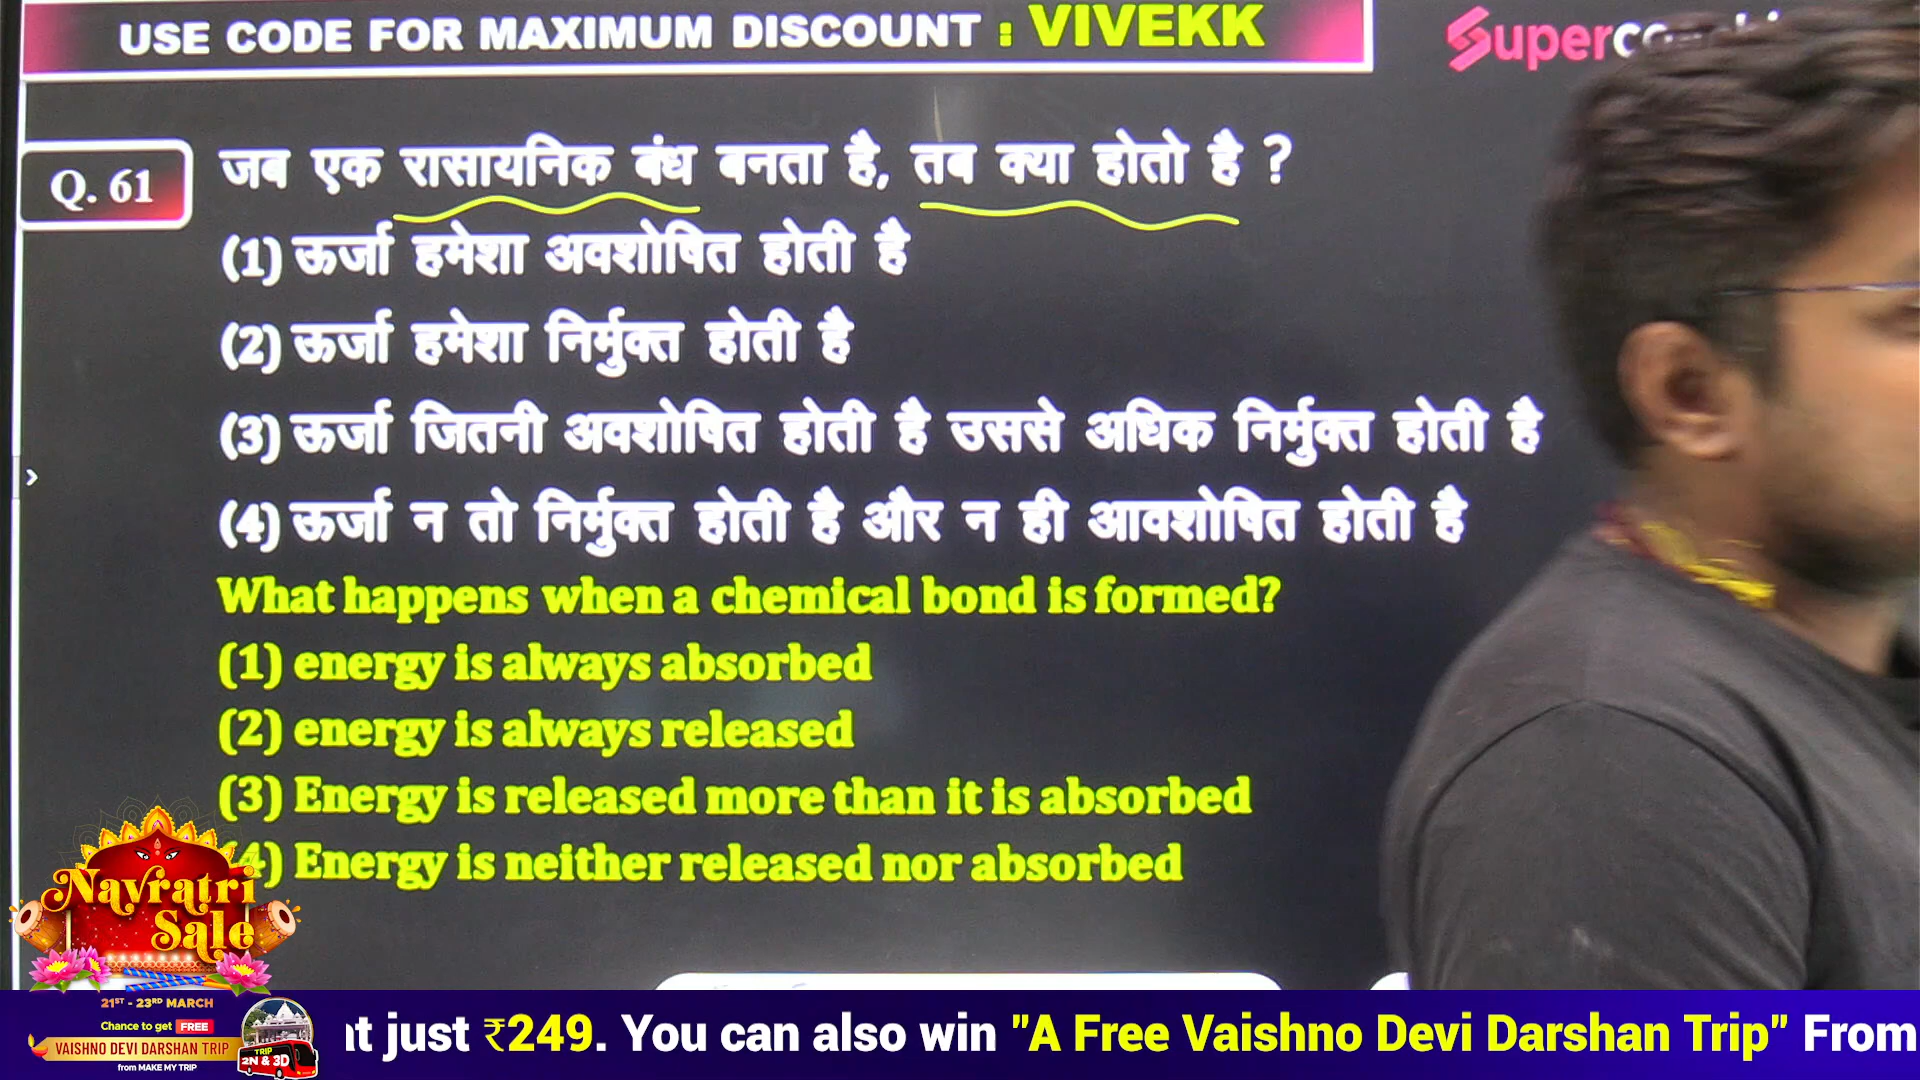 USE CODE FOR MAXIMUM DISCOUNT : VIVEKK
Supercoachi
Q. 61
जब एक रासायनिक बंध बनता है, तब क्या होतो है ?
(1) ऊर्जा हमेशा अवशोषित होती है
(2) ऊर्जा हमेशा निर्मुक्त होती है
(3) ऊर्जा जितनी अवशोषित होती है उससे अधिक निर्मुक्त होती है
(4) ऊर्जा न तो निर्मुक्त होती है और न ही आवशोषित होती है
What happens when a chemical bond is formed?
(1) energy is always absorbed
(2) energy is always released
(3) Energy is released more than it is absorbed
4) Energy is neither released nor absorbed
Navratri
Sale
21ST - 23RD MARCH
Chance to get FREE
VAISHNO DEVI DARSHAN TRIP
from MAKE MY TRIP
TRIP
2N & 3D
t just ₹249. You can also win "A Free Vaishno Devi Darshan Trip" From